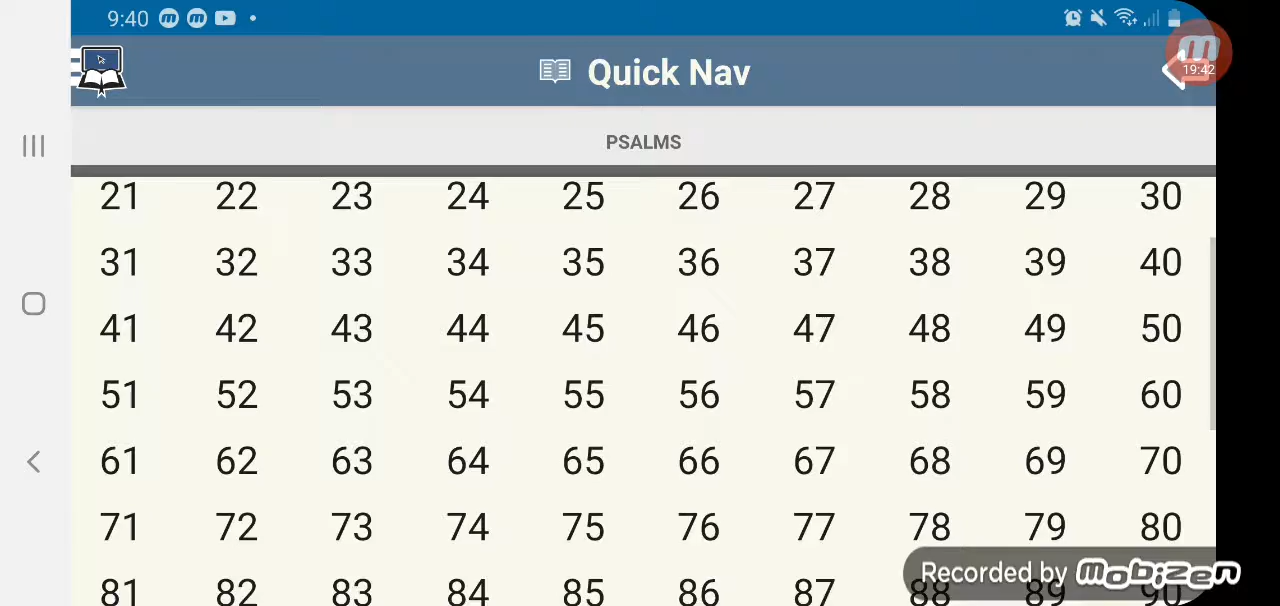 9:40
19:42
Quick Nav
PSALMS
21 22 23 24 25 26 27 28 29 30
31 32 33 34 35 36 37 38 39 40
41 42 43 44 45 46 47 48 49 50
51 52 53 54 55 56 57 58 59 60
61 62 63 64 65 66 67 68 69 70
71 72 73 74 75 76 77 78 79 80
81 82 83 84 85 86 87 88 89 90
Recorded by mobizen